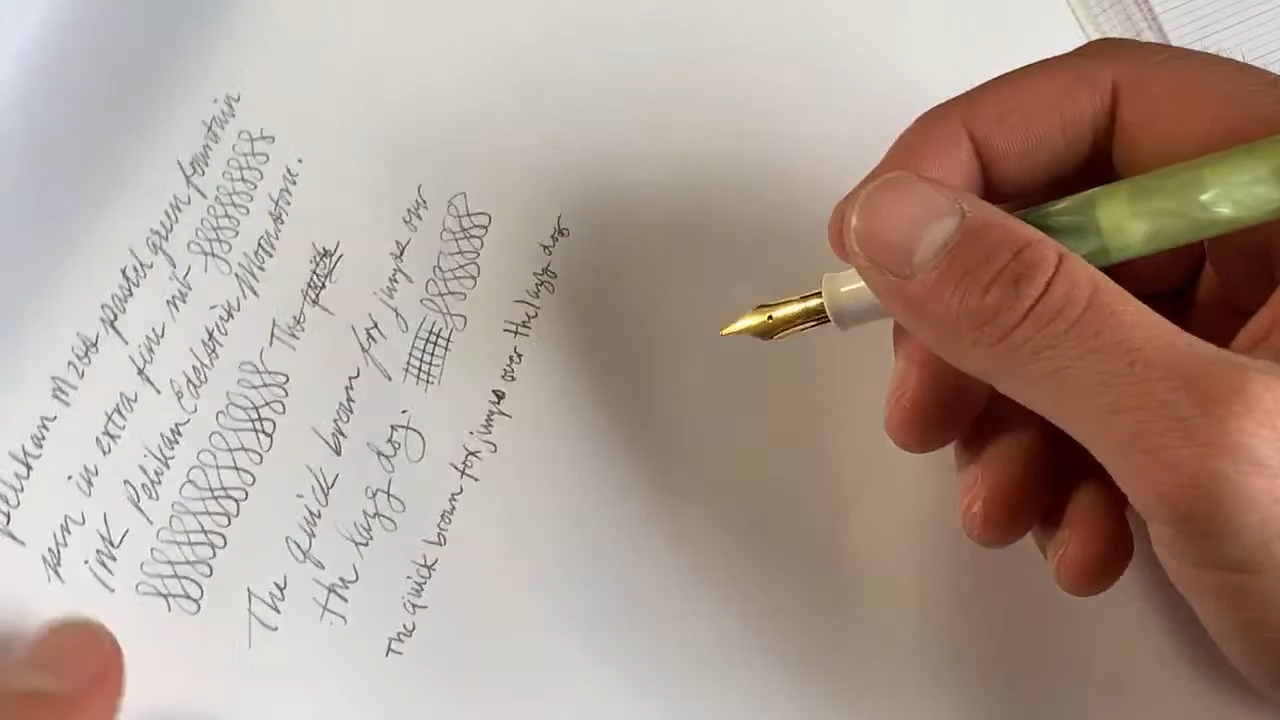 Pelikan M200 pastel green fountain
pen in extra fine nib
ink Pelikan Edelstein Moonstone.
The
The quick brown fox jumps over
the lazy dog.
The quick brown fox jumps over the lazy dog